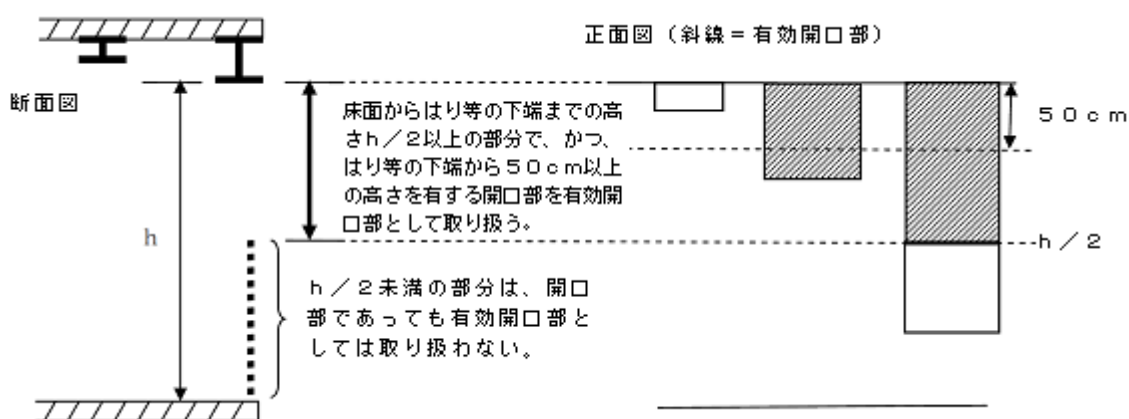 正面図（斜線＝有効開口部）
断面図
床面からはり等の下端までの高
さｈ／２以上の部分で、かつ、
はり等の下端から５０ｃｍ以上
の高さを有する開口部を有効開
口部として取り扱う。
５０ｃｍ
h
ｈ／２
ｈ／２未満の部分は、開口
部であっても有効開口部と
しては取り扱わない。